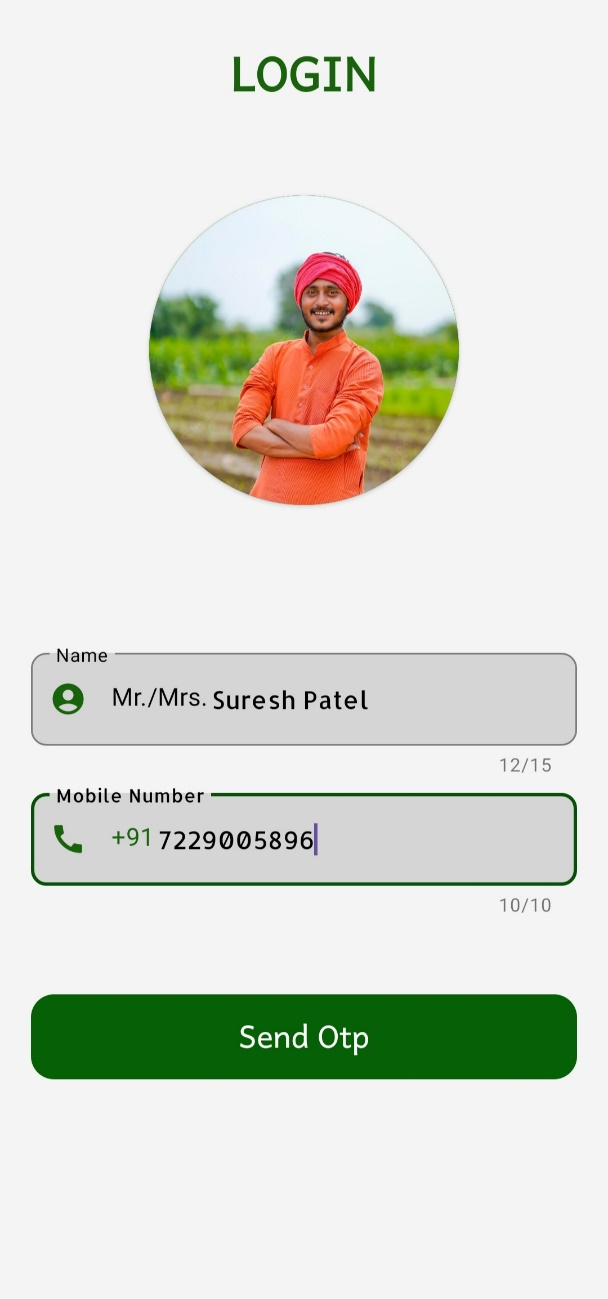 LOGIN
Name
Mr./Mrs. Suresh Patel
12/15
Mobile Number
+91 7229005896
10/10
Send Otp